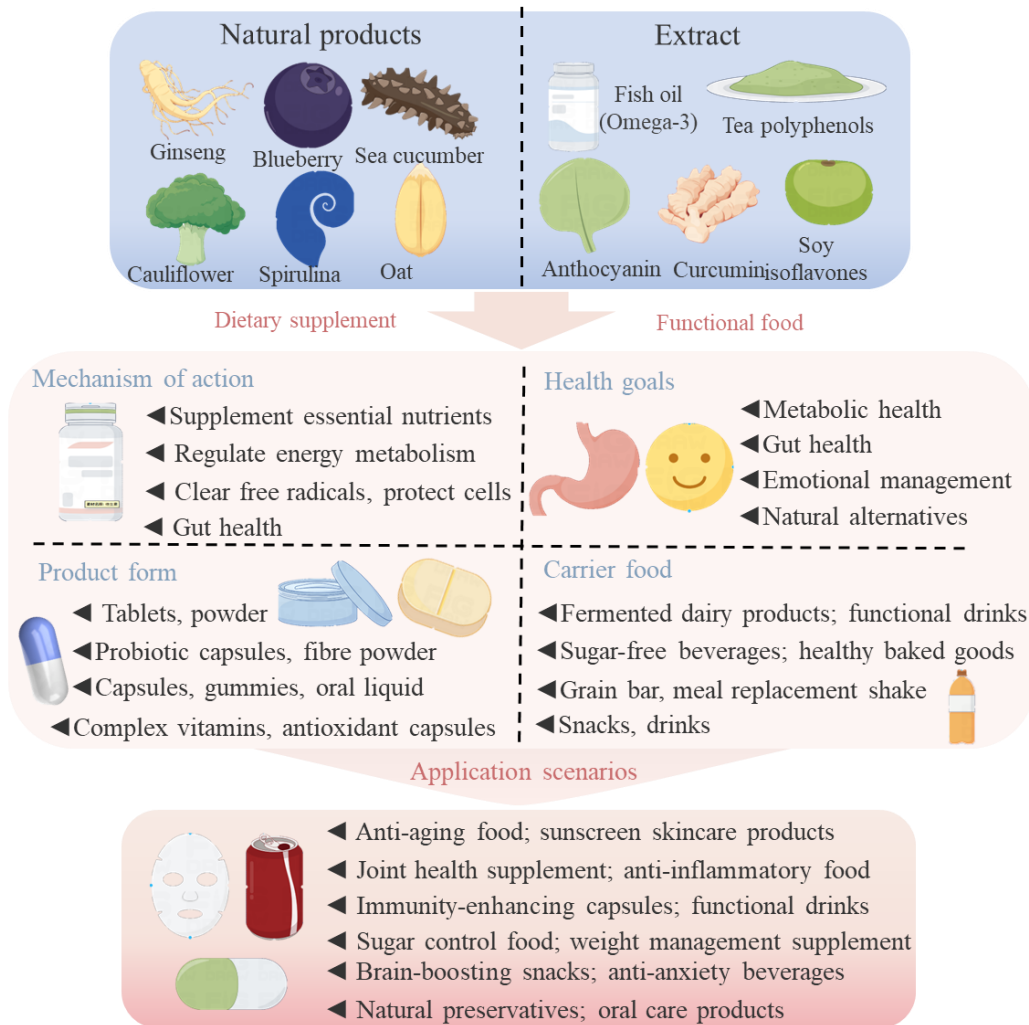 Natural products
Extract
Ginseng
Blueberry
Sea cucumber
Cauliflower
Spirulina
Oat
Fish oil
(Omega-3)
Tea polyphenols
Anthocyanin
Curcumin
Soy
isoflavones
Dietary supplement
Functional food
Mechanism of action
◀Supplement essential nutrients
◀Regulate energy metabolism
◀Clear free radicals, protect cells
◀Gut health
Health goals
◀Metabolic health
◀Gut health
◀Emotional management
◀Natural alternatives
Product form
◀Tablets, powder
◀Probiotic capsules, fibre powder
◀Capsules, gummies, oral liquid
◀Complex vitamins, antioxidant capsules
Carrier food
◀Fermented dairy products; functional drinks
◀Sugar-free beverages; healthy baked goods
◀Grain bar, meal replacement shake
◀Snacks, drinks
Application scenarios
◀Anti-aging food; sunscreen skincare products
◀Joint health supplement; anti-inflammatory food
◀Immunity-enhancing capsules; functional drinks
◀Sugar control food; weight management supplement
◀Brain-boosting snacks; anti-anxiety beverages
◀Natural preservatives; oral care products